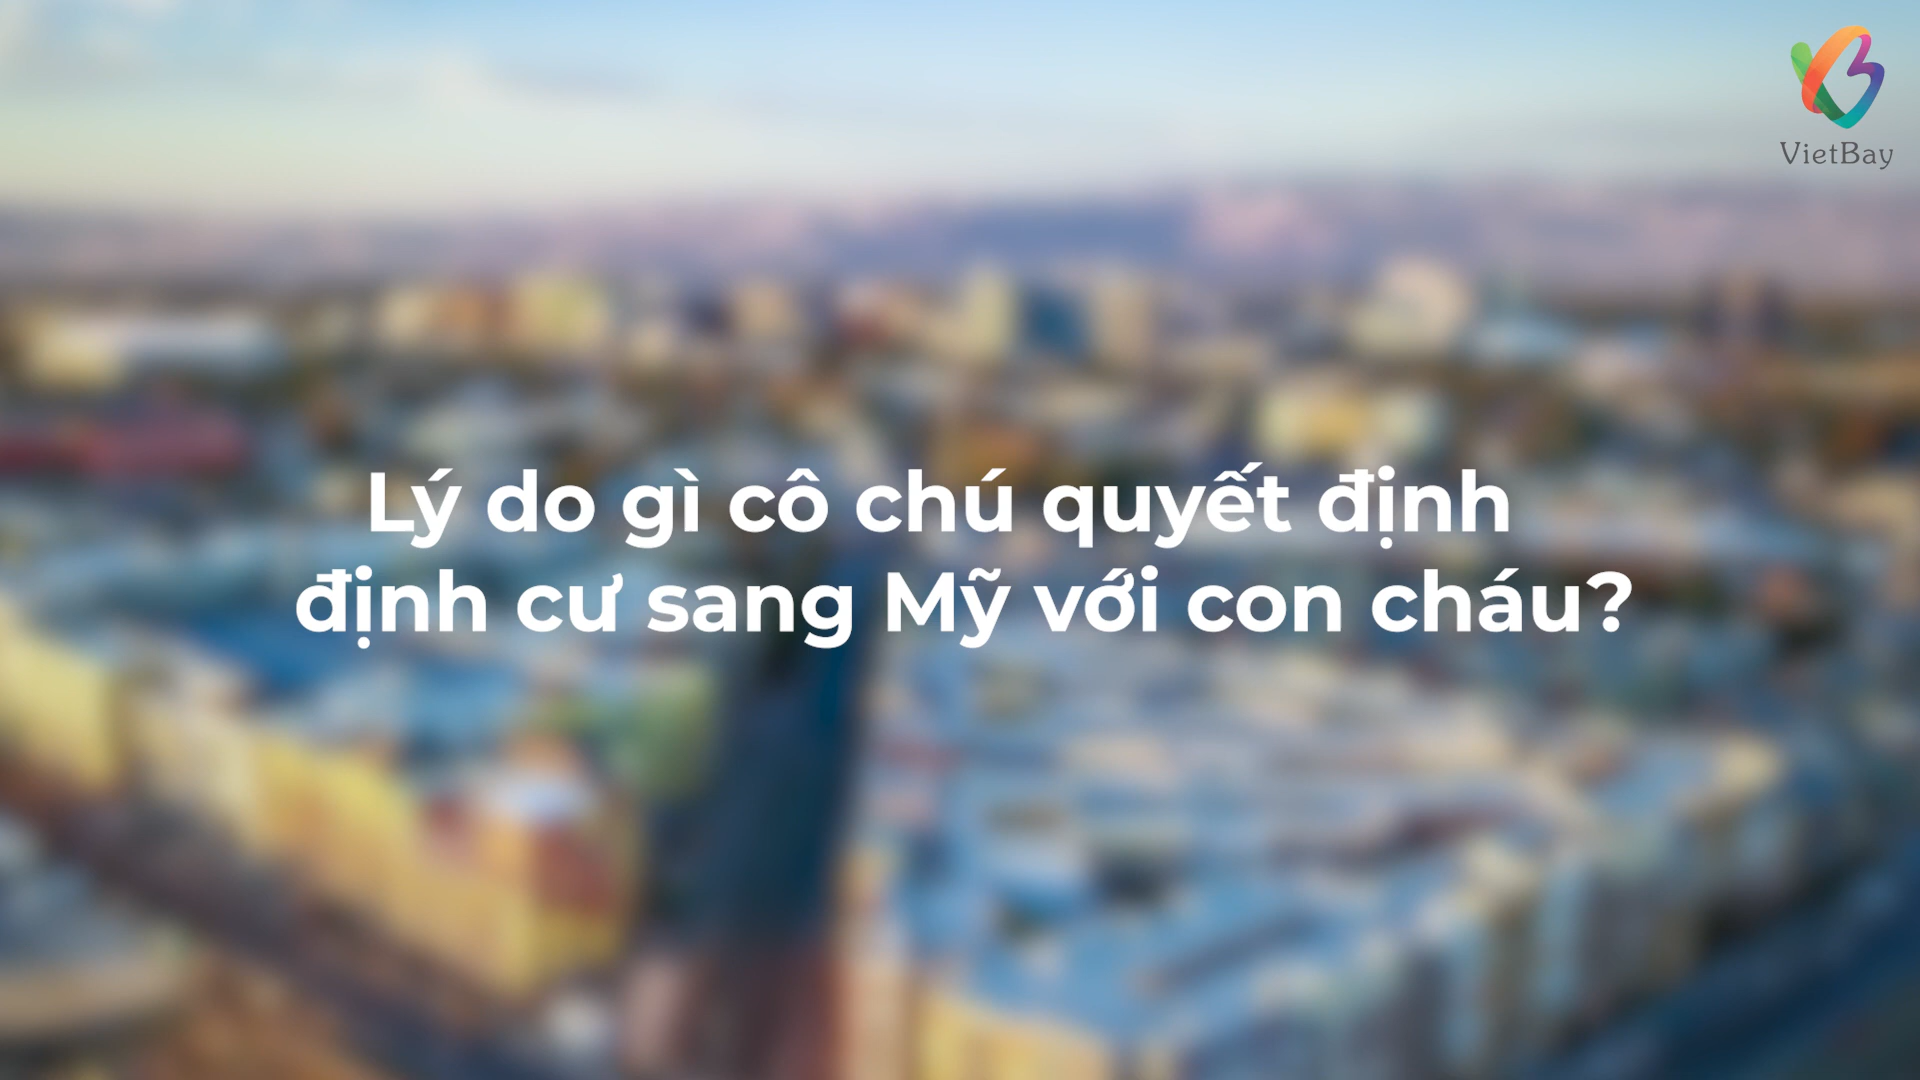 VietBay
Lý do gì cô chú quyết định
định cư sang Mỹ với con cháu?